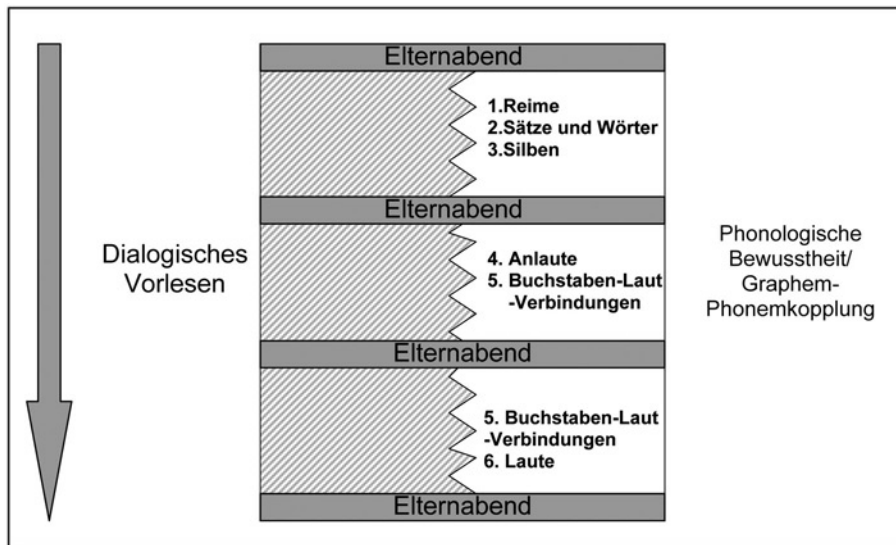 Elternabend
1.Reime
2.Sätze und Wörter
3.Silben
Elternabend
Dialogisches
Vorlesen
4. Anlaute
5. Buchstaben-Laut
-Verbindungen
Phonologische
Bewusstheit/
Graphem-
Phonemkopplung
Elternabend
5. Buchstaben-Laut
-Verbindungen
6. Laute
Elternabend